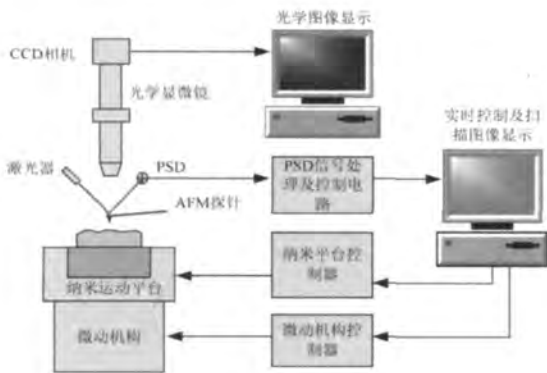 光学图像显示
CCD相机
光学显微镜
实时控制及扫
描图像显示
激光器
PSD
PSD信号处
理及控制电
路
AFM探针
纳米平台控
制器
纳米运动平台
微动机构
微动机构控
制器